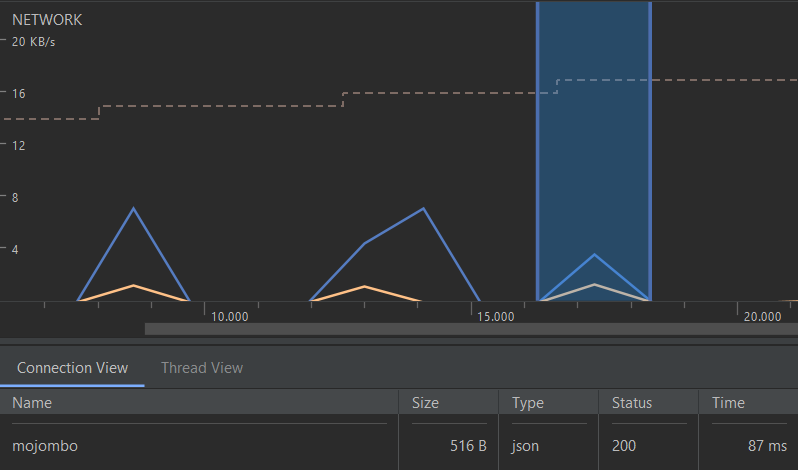 NETWORK
20 KB/s
16
12
8
4
10.000 15.000 20.000
Connection View Thread View
Name Size Type Status Time
mojombo 516 B json 200 87 ms